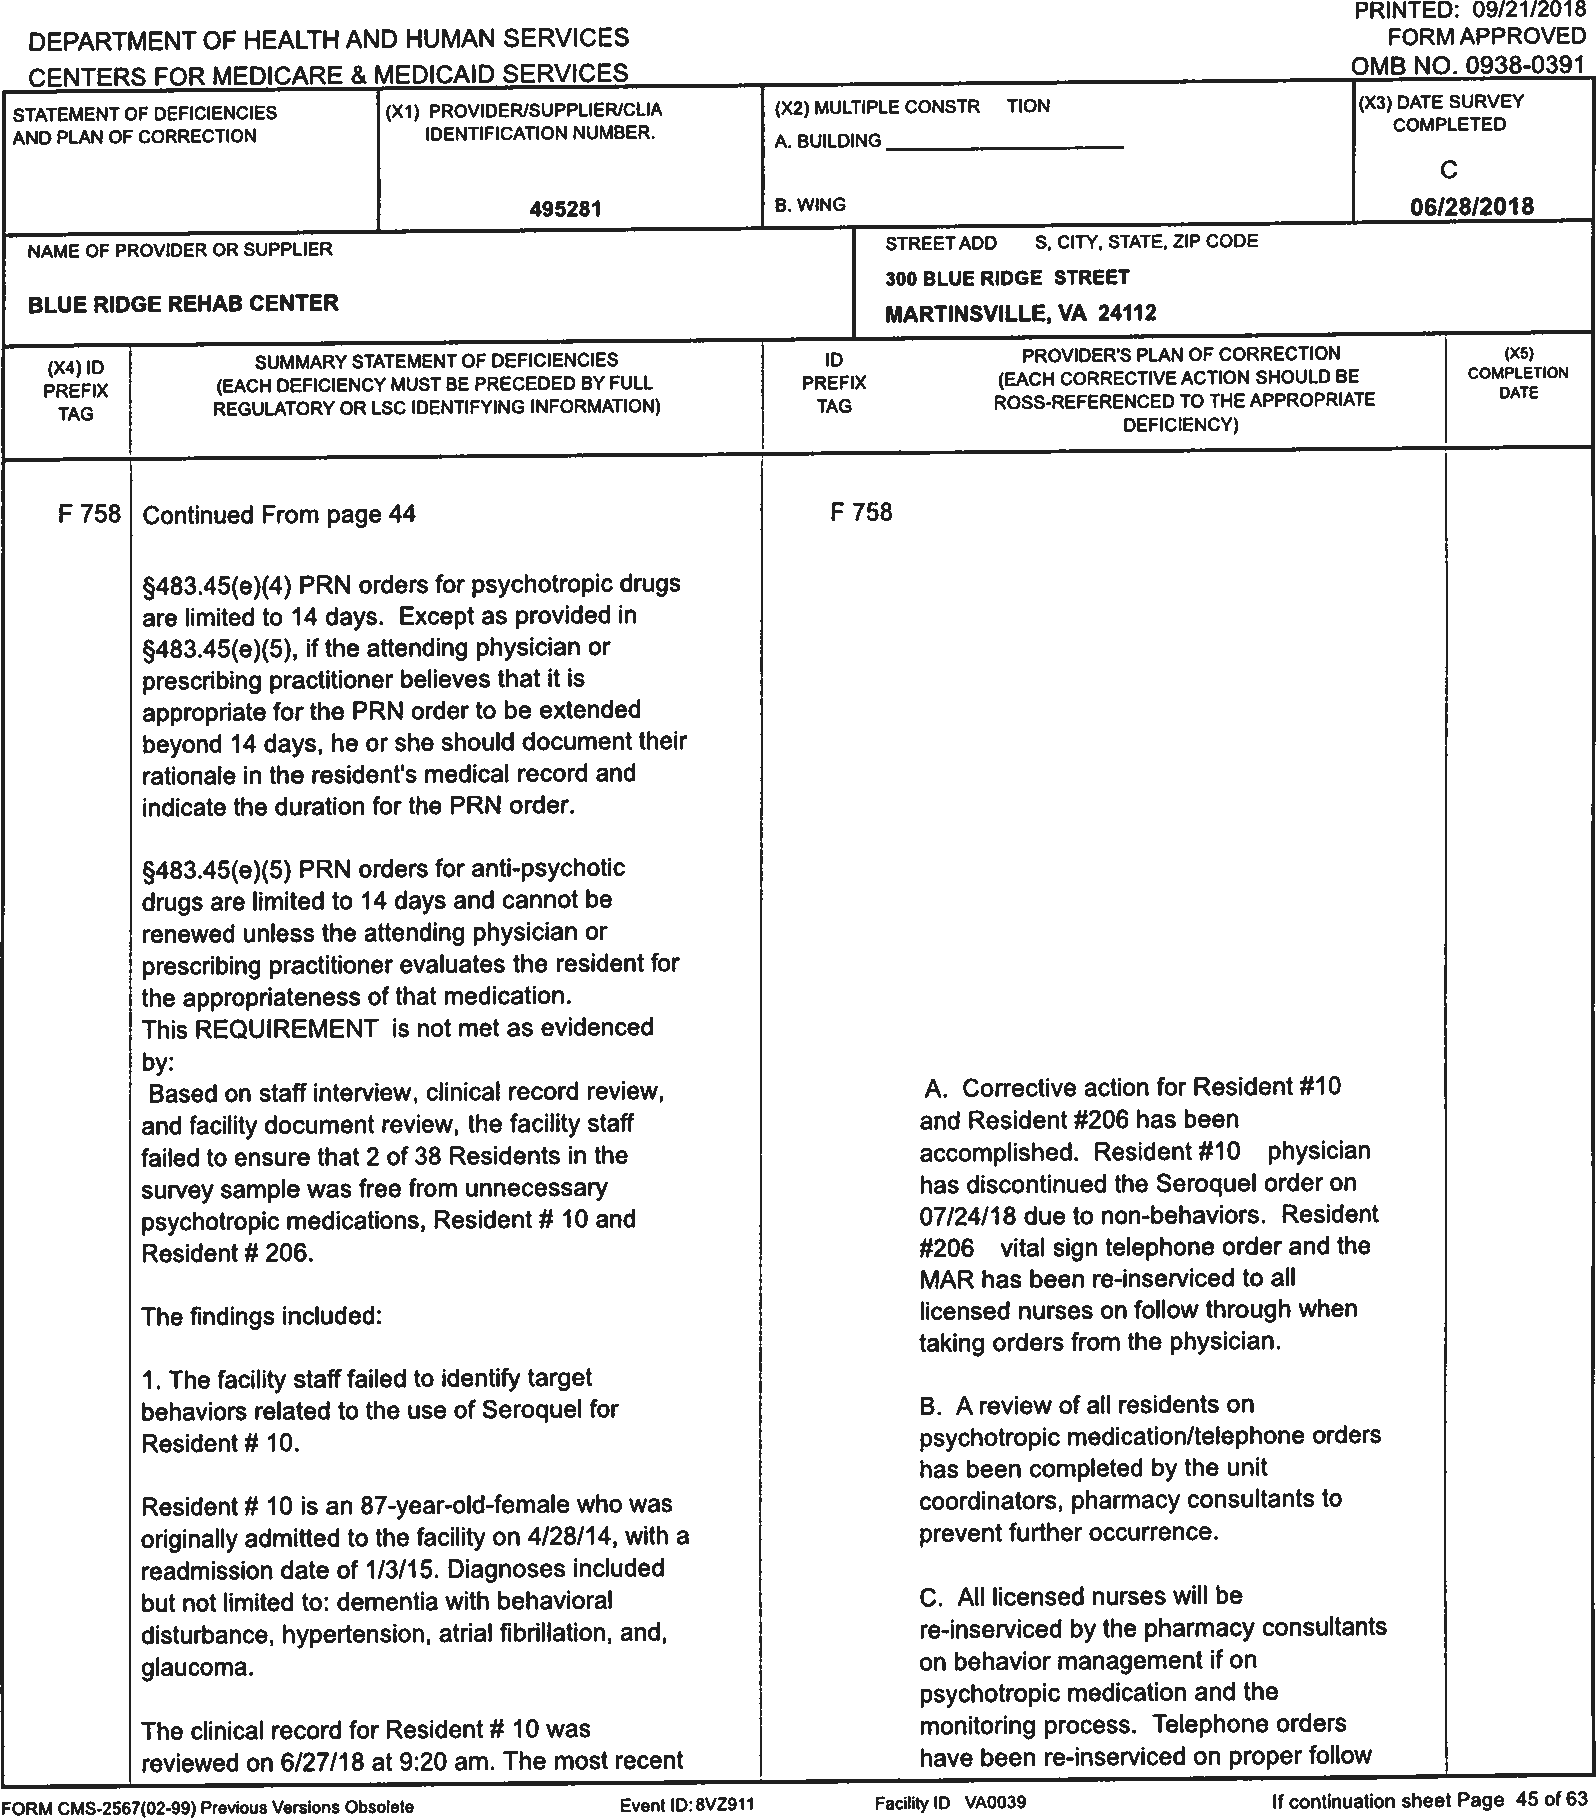 PRINTED: 09/21/2018
DEPARTMENT OF HEALTH AND HUMAN SERVICES
FORM APPROVED
CENTERS FOR MEDICARE & MEDICAID SERVICES
OMB NO. 0938-0391
STATEMENT OF DEFICIENCIES
AND PLAN OF CORRECTION
(X1) PROVIDER/SUPPLIER/CLIA
IDENTIFICATION NUMBER.
495281
(X2) MULTIPLE CONSTR TION
A. BUILDING
B. WING
(X3) DATE SURVEY
COMPLETED
C
06/28/2018
NAME OF PROVIDER OR SUPPLIER
BLUE RIDGE REHAB CENTER
STREET ADD S, CITY, STATE, ZIP CODE
300 BLUE RIDGE STREET
MARTINSVILLE, VA 24112
(X4) ID
PREFIX
TAG
SUMMARY STATEMENT OF DEFICIENCIES
(EACH DEFICIENCY MUST BE PRECEDED BY FULL
REGULATORY OR LSC IDENTIFYING INFORMATION)
ID
PREFIX
TAG
PROVIDER'S PLAN OF CORRECTION
(EACH CORRECTIVE ACTION SHOULD BE
ROSS-REFERENCED TO THE APPROPRIATE
DEFICIENCY)
(X5)
COMPLETION
DATE
F 758
Continued From page 44
§483.45(e)(4) PRN orders for psychotropic drugs
are limited to 14 days. Except as provided in
§483.45(e)(5), if the attending physician or
prescribing practitioner believes that it is
appropriate for the PRN order to be extended
beyond 14 days, he or she should document their
rationale in the resident's medical record and
indicate the duration for the PRN order.
§483.45(e)(5) PRN orders for anti-psychotic
drugs are limited to 14 days and cannot be
renewed unless the attending physician or
prescribing practitioner evaluates the resident for
the appropriateness of that medication.
This REQUIREMENT is not met as evidenced
by:
Based on staff interview, clinical record review,
and facility document review, the facility staff
failed to ensure that 2 of 38 Residents in the
survey sample was free from unnecessary
psychotropic medications, Resident # 10 and
Resident # 206.
The findings included:
1. The facility staff failed to identify target
behaviors related to the use of Seroquel for
Resident # 10.
Resident # 10 is an 87-year-old-female who was
originally admitted to the facility on 4/28/14, with a
readmission date of 1/3/15. Diagnoses included
but not limited to: dementia with behavioral
disturbance, hypertension, atrial fibrillation, and,
glaucoma.
The clinical record for Resident # 10 was
reviewed on 6/27/18 at 9:20 am. The most recent
F 758
A. Corrective action for Resident #10
and Resident #206 has been
accomplished. Resident #10 physician
has discontinued the Seroquel order on
07/24/18 due to non-behaviors. Resident
#206 vital sign telephone order and the
MAR has been re-inserviced to all
licensed nurses on follow through when
taking orders from the physician.
B. A review of all residents on
psychotropic medication/telephone orders
has been completed by the unit
coordinators, pharmacy consultants to
prevent further occurrence.
C. All licensed nurses will be
re-inserviced by the pharmacy consultants
on behavior management if on
psychotropic medication and the
monitoring process. Telephone orders
have been re-inserviced on proper follow
FORM CMS-2567(02-99) Previous Versions Obsolete
Event ID: 8VZ911
Facility ID VA0039
If continuation sheet Page 45 of 63